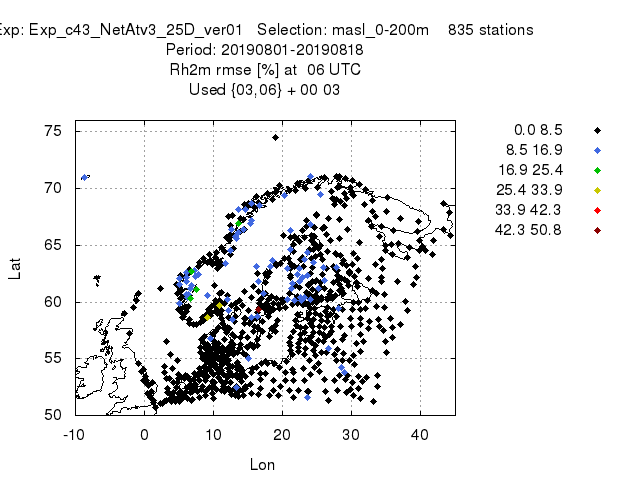 Exp: Exp_c43_NetAtv3_25D_ver01 Selection: masl_0-200m 835 stations
Period: 20190801-20190818
Rh2m rmse [%] at 06 UTC
Used {03,06} + 00 03
75
70
65
60
55
50
-10 0 10 20 30 40
Lat
Lon
0.0 8.5
8.5 16.9
16.9 25.4
25.4 33.9
33.9 42.3
42.3 50.8